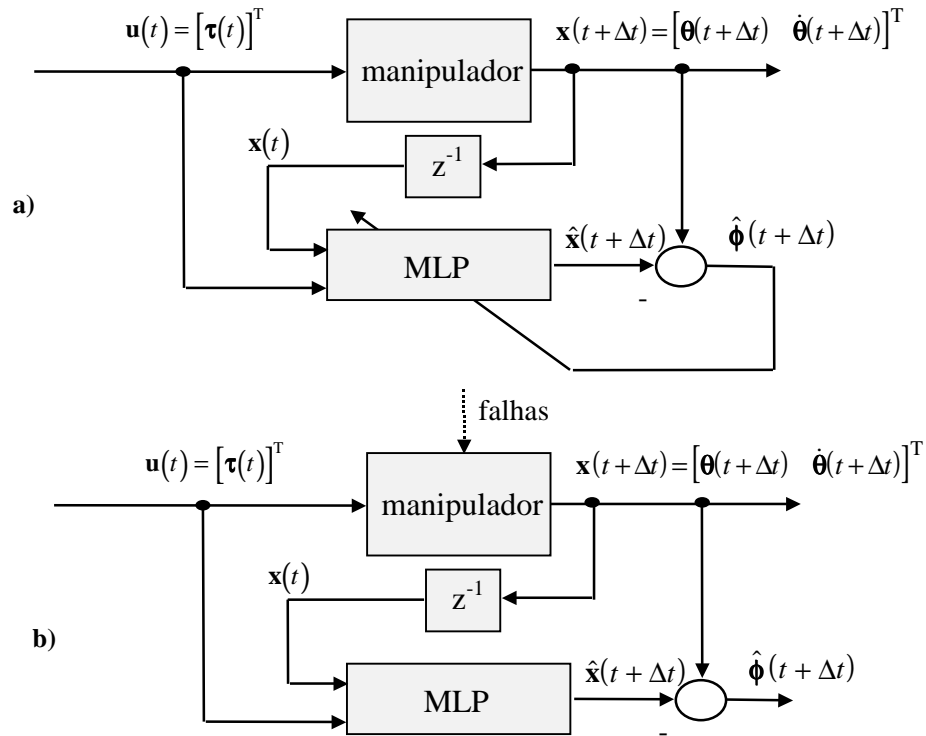 u(t) = [τ(t)]ᵀ
x(t+Δt) = [θ(t+Δt) θ̇(t+Δt)]ᵀ
manipulador
x(t)
z⁻¹
a)
MLP
x̂(t+Δt)
ϕ̂(t+Δt)
-
falhas
u(t) = [τ(t)]ᵀ
x(t+Δt) = [θ(t+Δt) θ̇(t+Δt)]ᵀ
manipulador
x(t)
z⁻¹
b)
MLP
x̂(t+Δt)
ϕ̂(t+Δt)
-